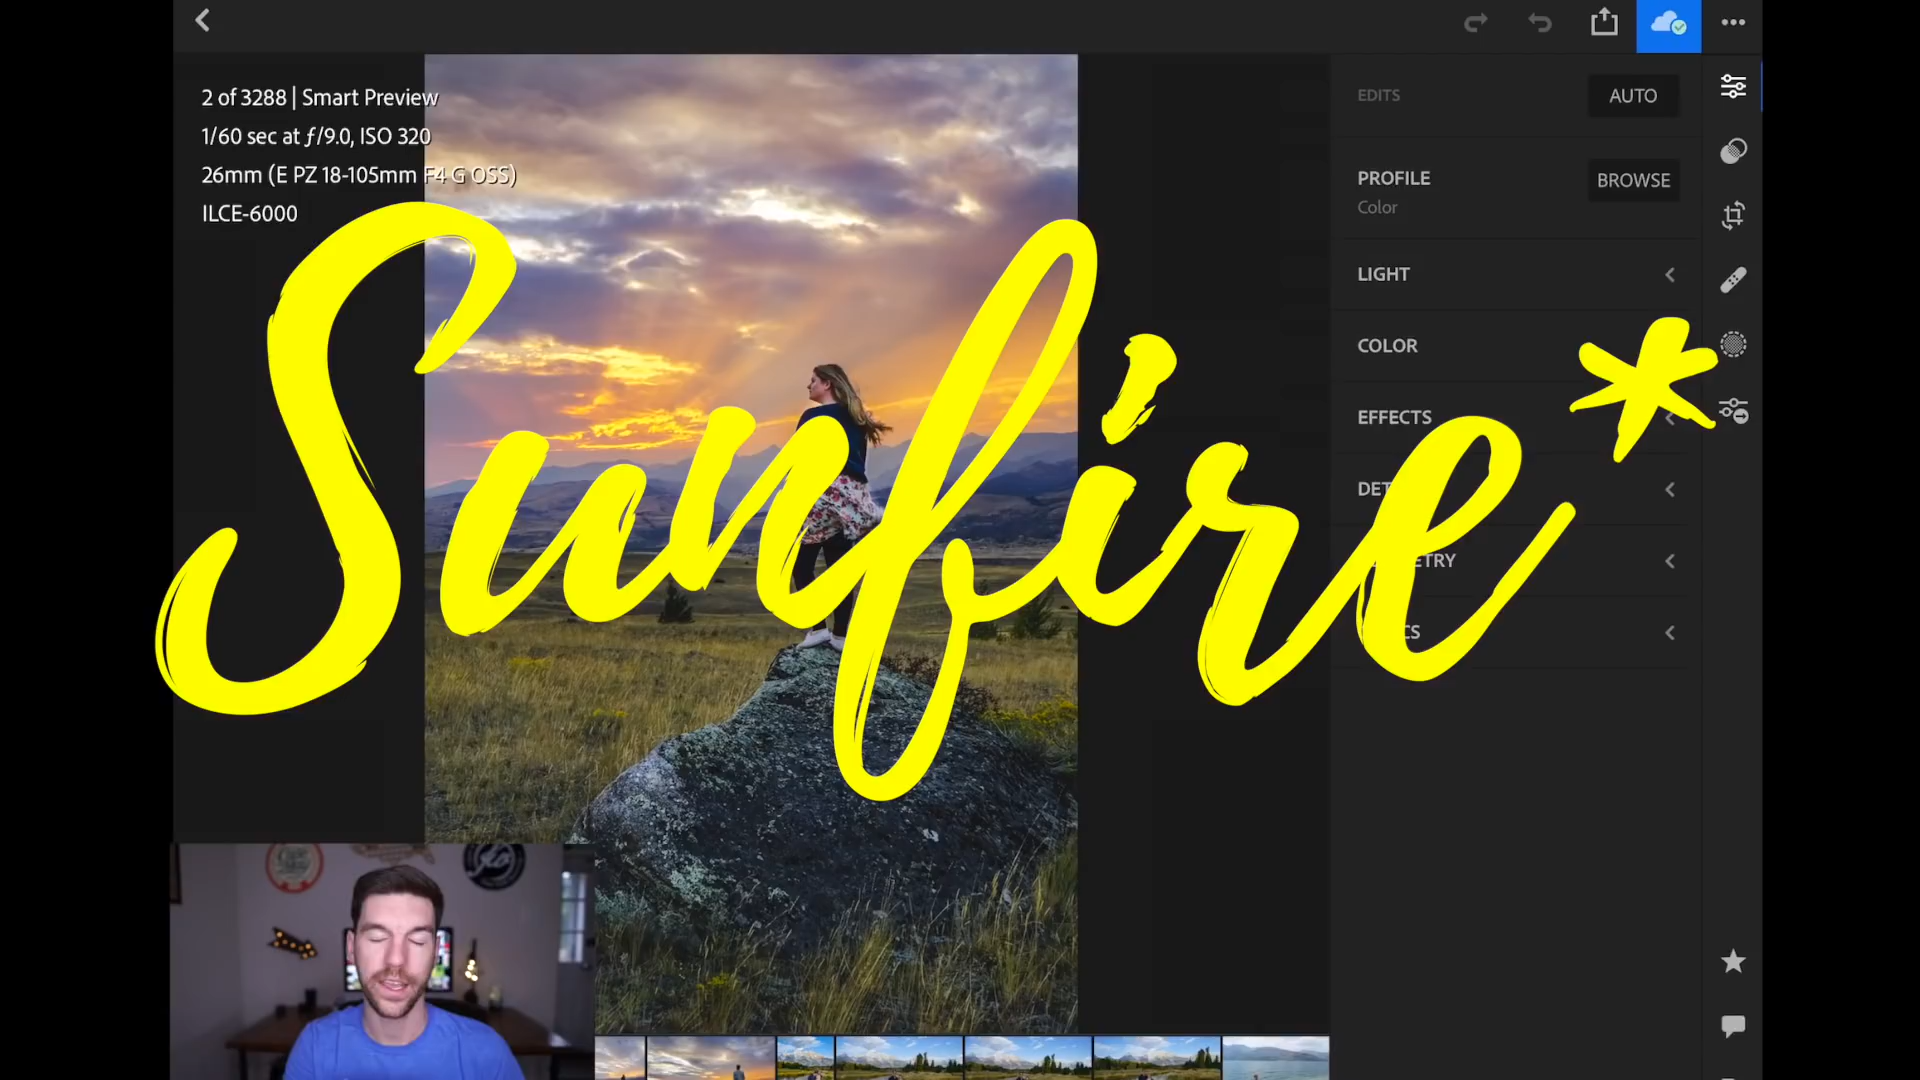 2 of 3288 | Smart Preview
1/60 sec at ƒ/9.0, ISO 320
26mm (E PZ 18-105mm F4 G OSS)
ILCE-6000
EDITS
AUTO
PROFILE
BROWSE
Color
LIGHT
COLOR
EFFECTS
Sunfire*